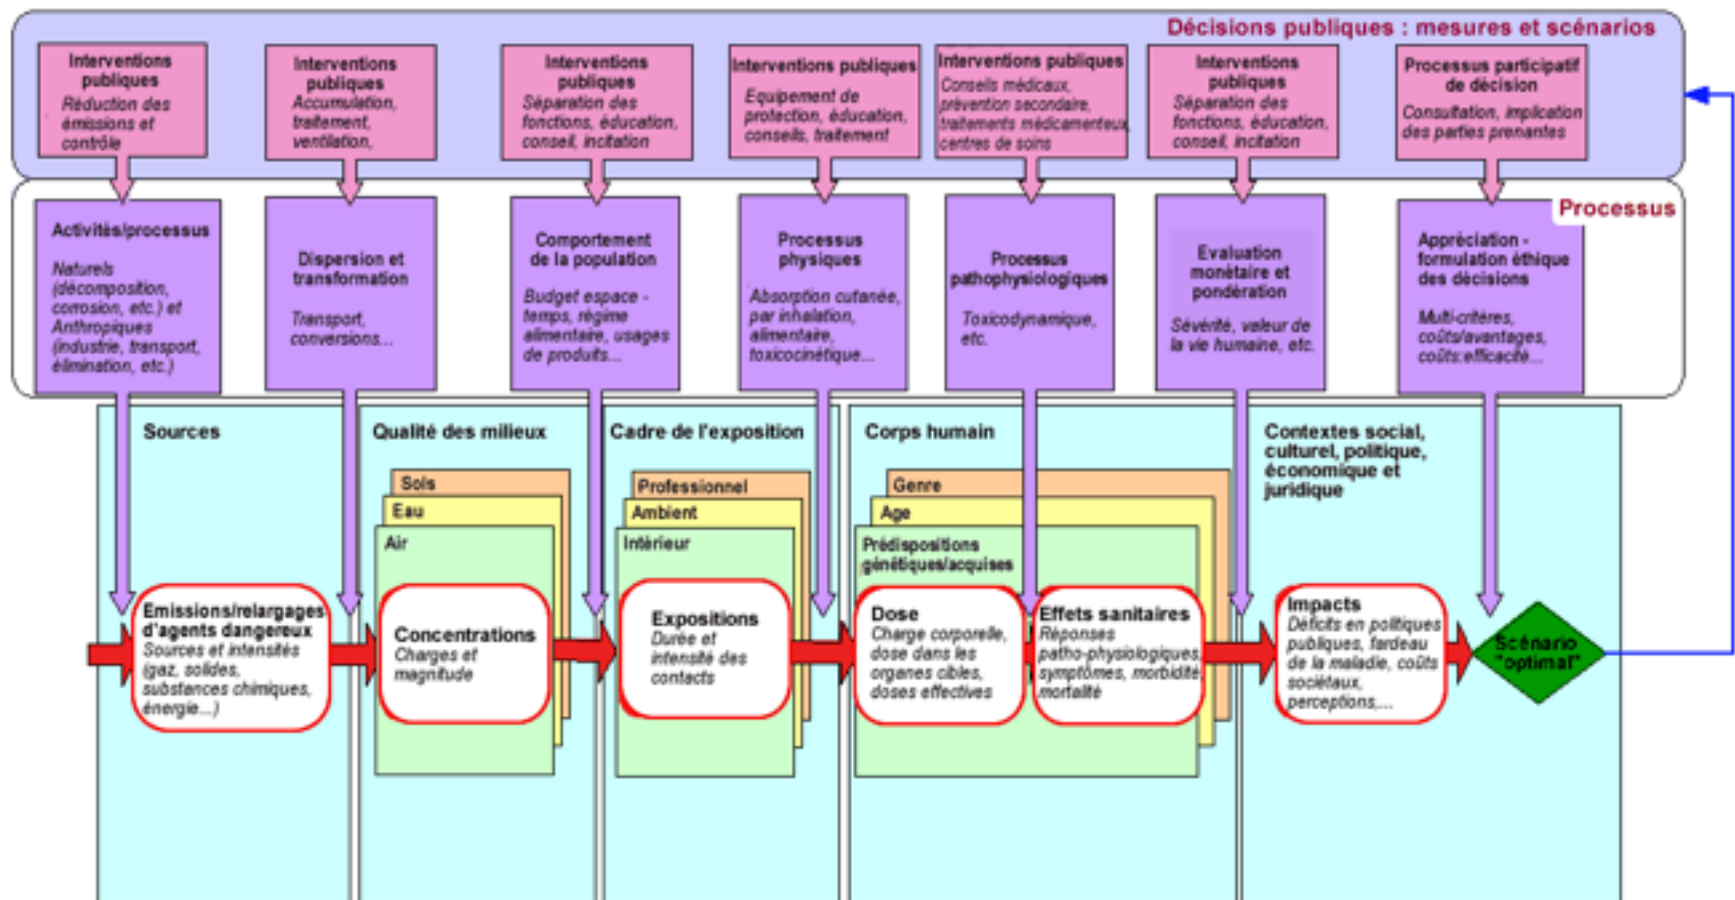 Décisions publiques : mesures et scénarios
Interventions
publiques
Réduction des
émissions et
contrôle
Interventions
publiques
Accumulation,
traitement,
ventilation,
Interventions
publiques
Séparation des
fonctions, éducation,
conseil, incitation
Interventions publiques
Equipement de
protection, éducation,
conseils, traitement
Interventions publiques
Conseils médicaux,
prévention secondaire,
traitements médicamenteux,
centres de soins
Interventions
publiques
Séparation des
fonctions, éducation,
conseil, incitation
Processus participatif
de décision
Consultation, implication
des parties prenantes
Processus
Activités/processus
Naturels
(décomposition,
corrosion, etc.) et
Anthropiques
(industrie, transport,
élimination, etc.)
Dispersion et
transformation
Transport,
conversions...
Comportement
de la population
Budget espace -
temps, régime
alimentaire, usages
de produits...
Processus
physiques
Absorption cutanée,
par inhalation,
alimentaire,
toxicocinétique...
Processus
pathophysiologiques
Toxicodynamique,
etc.
Evaluation
monétaire et
pondération
Sévérité, valeur de
la vie humaine, etc.
Appréciation -
formulation éthique
des décisions
Multi-critères,
coûts/avantages,
coûts:efficacité...
Sources
Emissions/relargages
d'agents dangereux
Sources et intensités
(gaz, solides,
substances chimiques,
énergie...)
Qualité des milieux
Sols
Eau
Air
Concentrations
Charges et
magnitude
Cadre de l'exposition
Professionnel
Ambient
Intérieur
Expositions
Durée et
intensité des
contacts
Corps humain
Genre
Age
Prédispositions
génétiques/acquises
Dose
Charge corporelle,
dose dans les
organes cibles,
doses effectives
Effets sanitaires
Réponses
patho-physiologiques,
symptômes, morbidité,
mortalité
Contextes social,
culturel, politique,
économique et
juridique
Impacts
Déficits en politiques
publiques, fardeau
de la maladie, coûts
sociétaux,
perceptions,...
Scénario
"optimal"